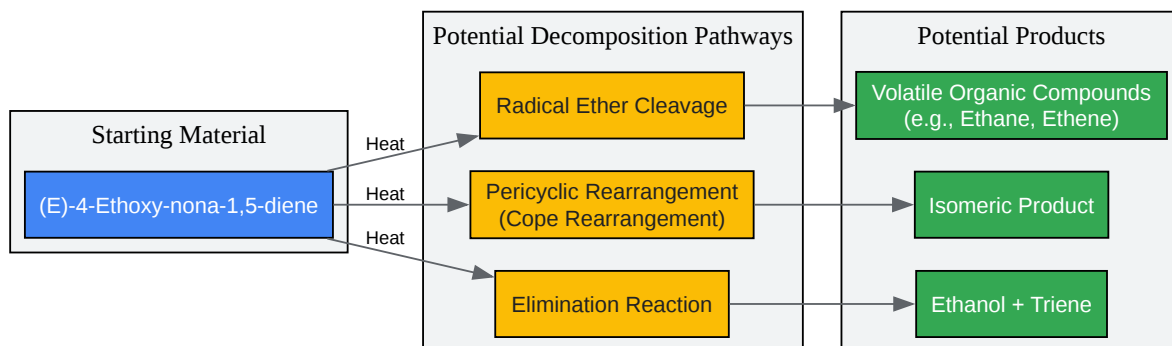 Starting Material
(E)-4-Ethoxy-nona-1,5-diene
Heat
Heat
Heat
Potential Decomposition Pathways
Radical Ether Cleavage
Pericyclic Rearrangement
(Cope Rearrangement)
Elimination Reaction
Potential Products
Volatile Organic Compounds
(e.g., Ethane, Ethene)
Isomeric Product
Ethanol + Triene